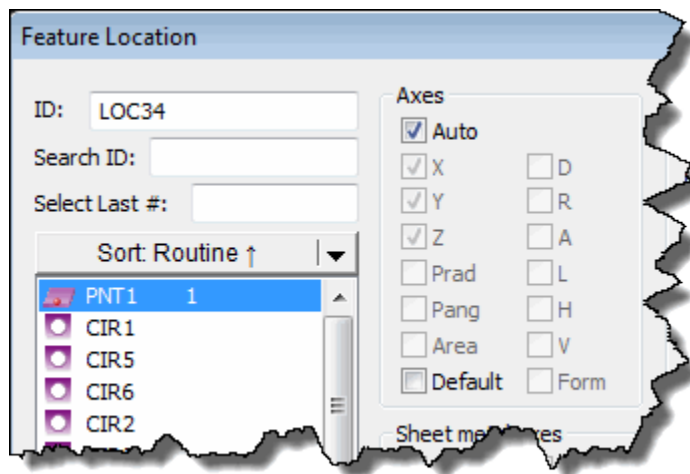 Feature Location
ID: LOC34
Search ID:
Select Last #:
Sort: Routine ↑
PNT1 1
CIR1
CIR5
CIR6
CIR2
Axes
Auto
X D
Y R
Z A
Prad L
Pang H
Area V
Default Form
Sheet